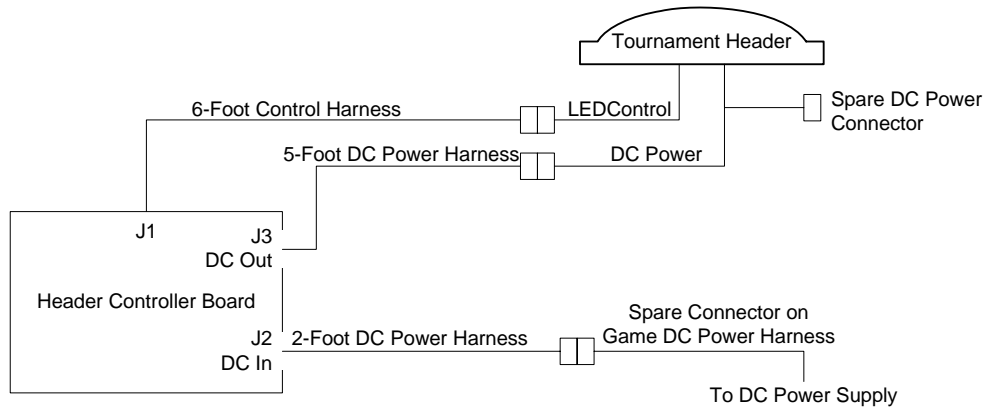 Tournament Header
6-Foot Control Harness
LEDControl
Spare DC Power
Connector
5-Foot DC Power Harness
DC Power
J1
J3
DC Out
Header Controller Board
J2
DC In
2-Foot DC Power Harness
Spare Connector on
Game DC Power Harness
To DC Power Supply